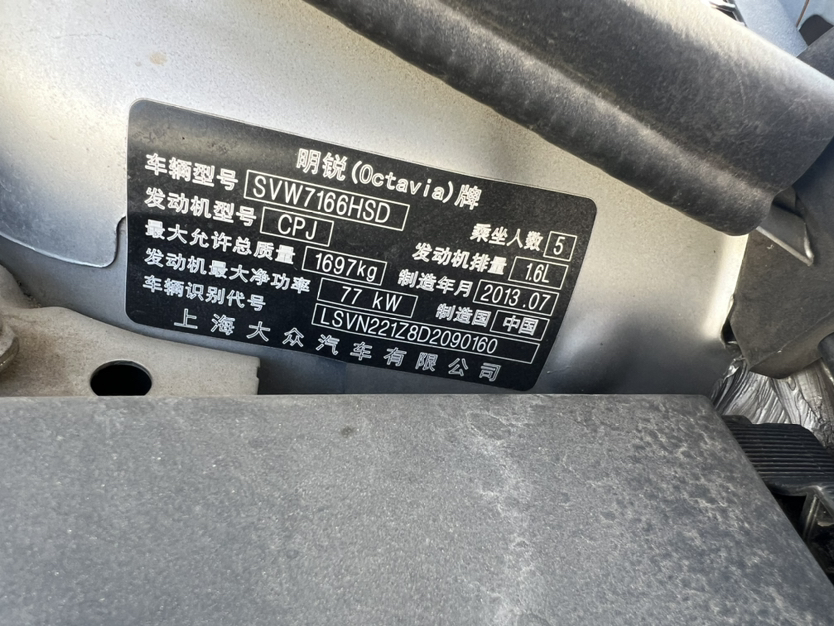 明锐(Octavia)牌
车辆型号 SVW7166HSD 乘坐人数 5
发动机型号 CPJ 发动机排量 1.6L
最大允许总质量 1697kg 制造年月 2013.07
发动机最大净功率 77 kW 制造国 中国
车辆识别代号 LSVN221Z8D2090160
上海大众汽车有限公司